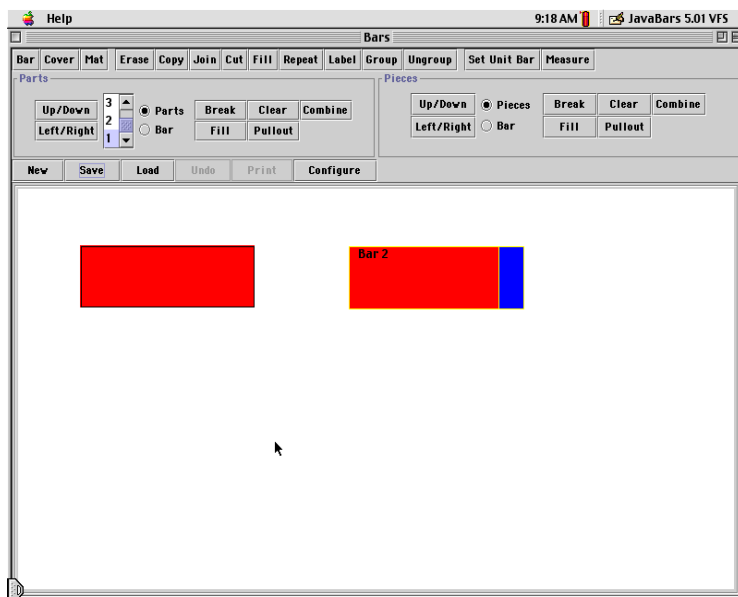 Help 9:18 AM JavaBars 5.01 VFS
Bars
Bar Cover Mat Erase Copy Join Cut Fill Repeat Label Group Ungroup Set Unit Bar Measure
Parts
Up/Down
Left/Right
3
2
1
Parts
Bar
Break Clear Combine
Fill Pullout
Pieces
Up/Down
Left/Right
Pieces
Bar
Break Clear Combine
Fill Pullout
New Save Load Undo Print Configure
Bar 2